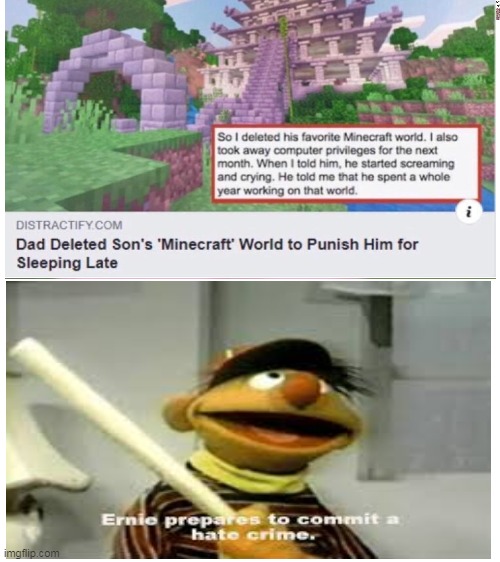 So I deleted his favorite Minecraft world. I also
took away computer privileges for the next
month. When I told him, he started screaming
and crying. He told me that he spent a whole
year working on that world.
i
DISTRACTIFY.COM
Dad Deleted Son's 'Minecraft' World to Punish Him for
Sleeping Late
Ernie prepares to commit a
hate crime.
imgflip.com